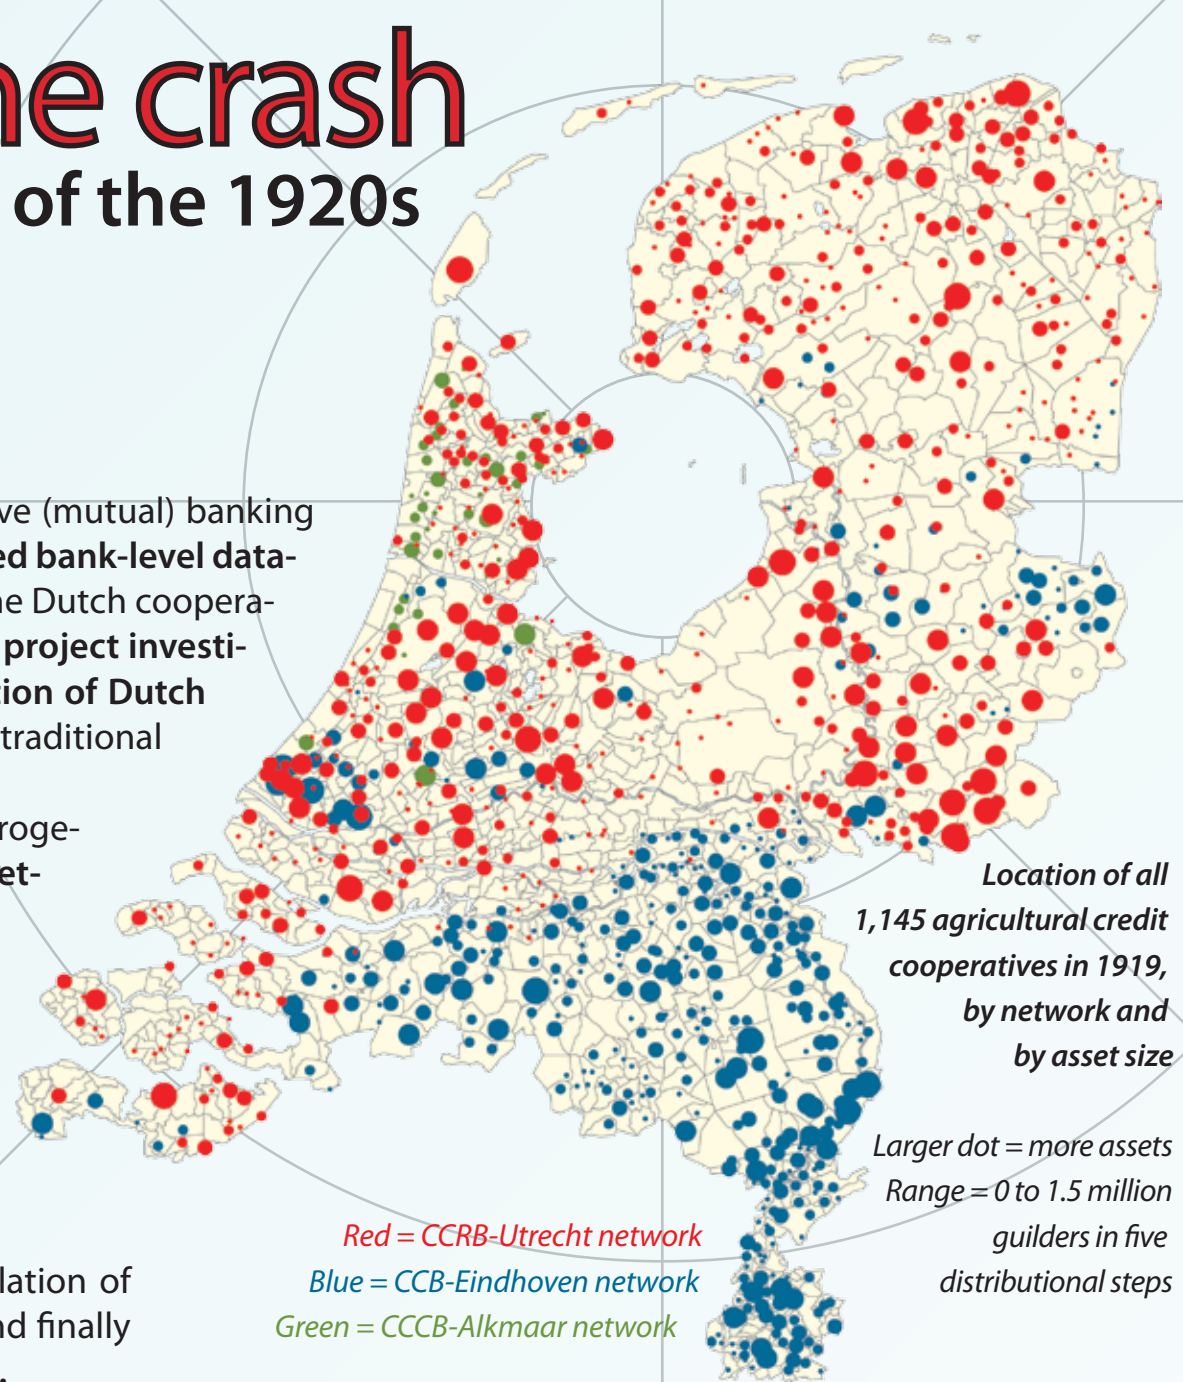 ne crash
of the 1920s
ve (mutual) banking
ed bank-level data-
ne Dutch coopera-
project investi-
tion of Dutch
traditional
roge-
et-
Location of all
1,145 agricultural credit
cooperatives in 1919,
by network and
by asset size
Larger dot = more assets
Range = 0 to 1.5 million
guilders in five
distributional steps
Red = CCRB-Utrecht network
Blue = CCB-Eindhoven network
Green = CCCB-Alkmaar network
lation of
nd finally